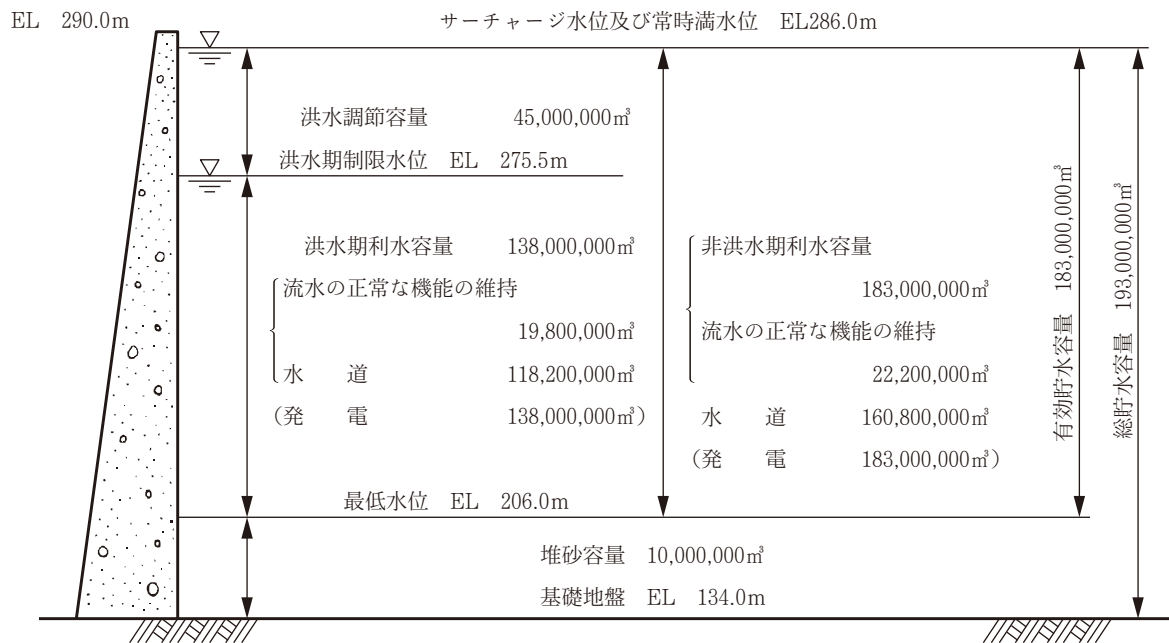 EL 290.0m
サーチャージ水位及び常時満水位 EL286.0m
洪水調節容量 45,000,000㎥
洪水期制限水位 EL 275.5m
洪水期利水容量 138,000,000㎥
流水の正常な機能の維持
19,800,000㎥
水 道 118,200,000㎥
(発 電 138,000,000㎥)
非洪水期利水容量
183,000,000㎥
流水の正常な機能の維持
22,200,000㎥
水 道 160,800,000㎥
(発 電 183,000,000㎥)
有効貯水容量 183,000,000㎥
総貯水容量 193,000,000㎥
最低水位 EL 206.0m
堆砂容量 10,000,000㎥
基礎地盤 EL 134.0m